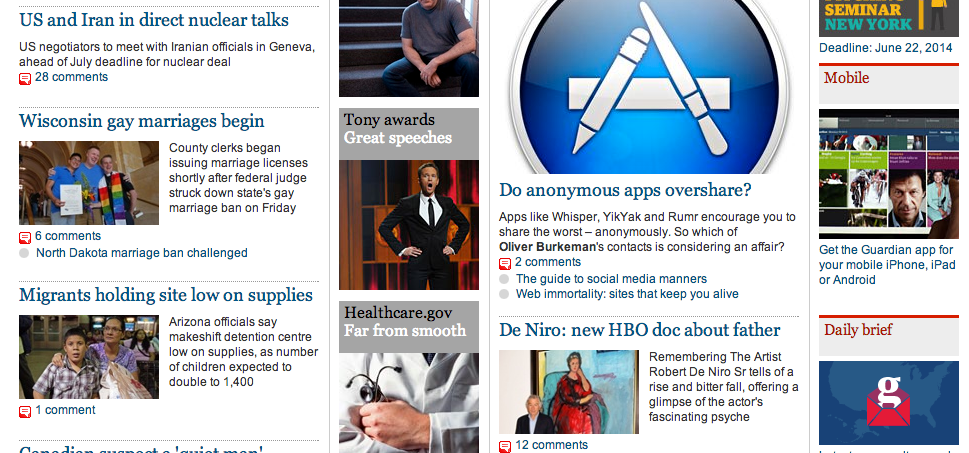 US and Iran in direct nuclear talks
US negotiators to meet with Iranian officials in Geneva,
ahead of July deadline for nuclear deal
28 comments
Wisconsin gay marriages begin
County clerks began
issuing marriage licenses
shortly after federal judge
struck down state's gay
marriage ban on Friday
6 comments
North Dakota marriage ban challenged
Migrants holding site low on supplies
Arizona officials say
makeshift detention centre
low on supplies, as number
of children expected to
double to 1,400
1 comment
Canadian suspect a 'quiet man'
Tony awards
Great speeches
Healthcare.gov
Far from smooth
Do anonymous apps overshare?
Apps like Whisper, YikYak and Rumr encourage you to
share the worst – anonymously. So which of
Oliver Burkeman's contacts is considering an affair?
2 comments
The guide to social media manners
Web immortality: sites that keep you alive
De Niro: new HBO doc about father
Remembering The Artist
Robert De Niro Sr tells of a
rise and bitter fall, offering a
glimpse of the actor's
fascinating psyche
12 comments
SEMINAR
NEW YORK
Deadline: June 22, 2014
Mobile
Get the Guardian app for
your mobile iPhone, iPad
or Android
Daily brief
g